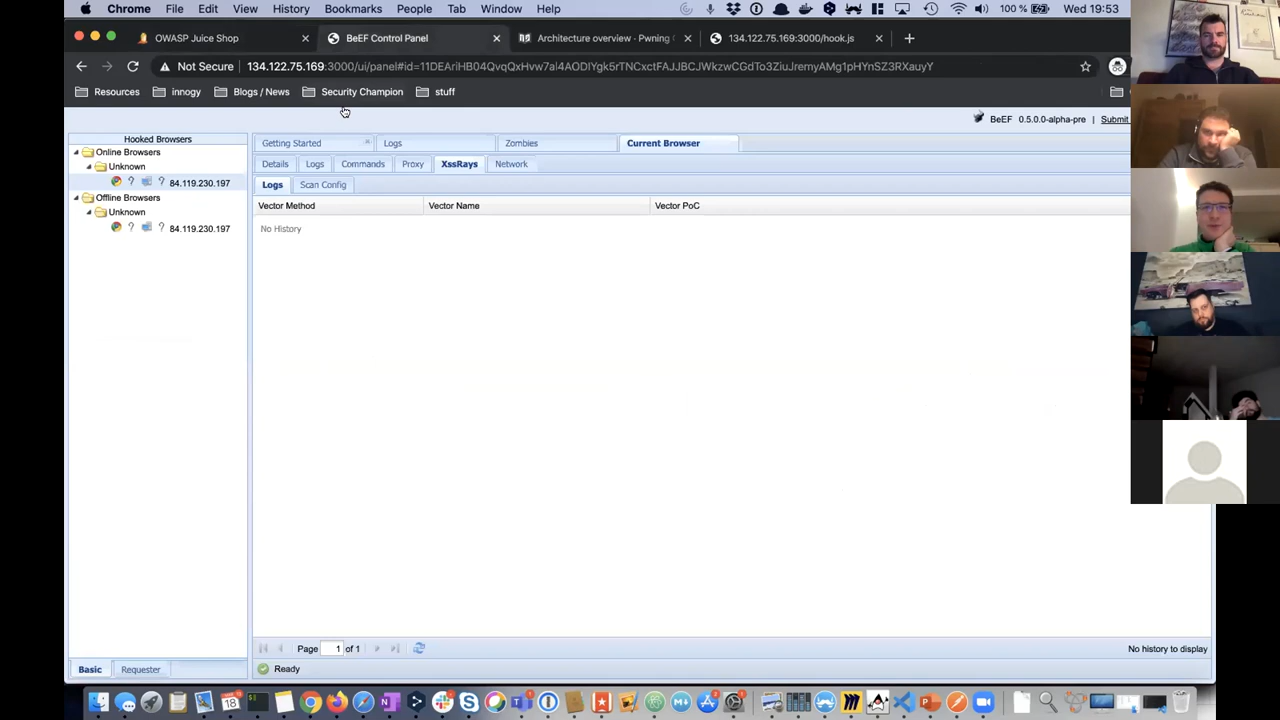 Chrome File Edit View History Bookmarks People Tab Window Help 100 % Wed 19:53
OWASP Juice Shop BeEF Control Panel Architecture overview - Pwning 134.122.75.169:3000/hook.js
Not Secure 134.122.75.169:3000/ui/panel#id=11DEAriHB04QvqQxHvw7al4AODIYgk5rTNCxctFAJJBCJWkzwCGdTo3ZiuJremyAMg1pHYnSZ3RXauyY
Resources innogy Blogs / News Security Champion stuff
BeEF 0.5.0.0-alpha-pre | Submit
Hooked Browsers
Getting Started Logs Zombies Current Browser
Online Browsers
Unknown
Details Logs Commands Proxy XssRays Network
84.119.230.197
Logs Scan Config
Offline Browsers
Vector Method Vector Name Vector PoC
Unknown
84.119.230.197
No History
Page 1 of 1 No history to display
Basic Requester Ready
18